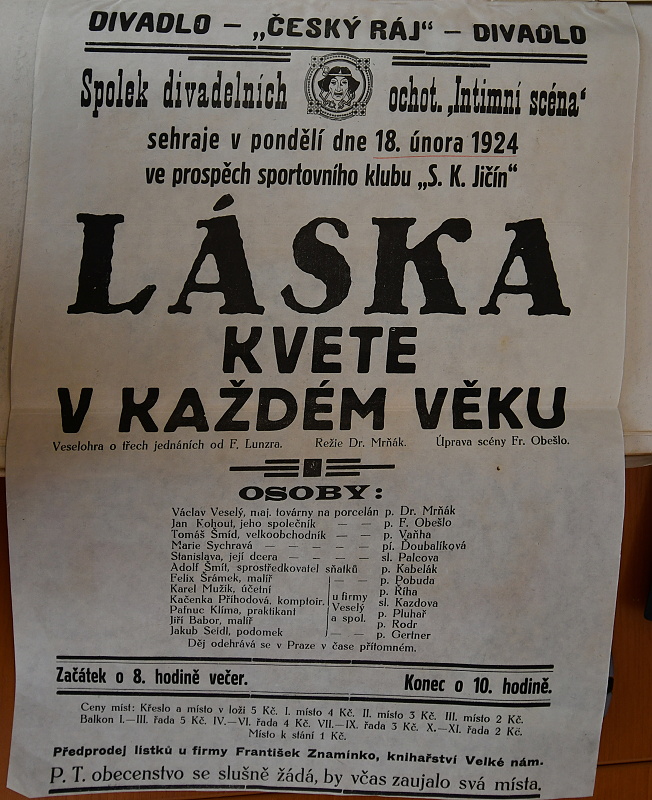 DIVADLO – „ČESKÝ RÁJ“ – DIVADLO
Spolek divadelních ochot. „Intimní scéna‘
sehraje v pondělí dne 18. února 1924
ve prospěch sportovního klubu „S. K. Jičín“
LÁSKA
KVETE
V KAŽDÉM VĚKU
Veselohra o třech jednáních od F. Lunzra. Režie Dr. Mrňák. Úprava scény Fr. Obešlo.
OSOBY:
Václav Veselý, maj. továrny na porcelán p. Dr. Mrňák
Jan Kohout, jeho společník — — p. F. Obešlo
Tomáš Šmíd, velkoobchodník — — p. Vaňha
Marie Sychravá — — — — — pí. Doubalíková
Stanislava, její dcera — — — — sl. Palcova
Adolf Šmit, sprostředkovatel sňatků p. Kabelák
Felix Šrámek, malíř — — p. Pobuda
Karel Mužik, účetní u firmy p. Říha
Kačenka Příhodová, komptoir. Veselý sl. Kazdova
Pafnuc Klíma, praktikant a spol. p. Pluhař
Jiří Babor, malíř p. Rodr
Jakub Seidl, podomek — — p. Gertner
Děj odehrává se v Praze v čase přítomném.
Začátek o 8. hodině večer. Konec o 10. hodině.
Ceny míst: Křeslo a místo v loži 5 Kč. I. místo 4 Kč. II. místo 3 Kč. III. místo 2 Kč.
Balkon I.—III. řada 5 Kč. IV.—VI. řada 4 Kč. VII.—IX. řada 3 Kč. X.—XI. řada 2 Kč.
Místo k stání 1 Kč.
Předprodej lístků u firmy František Znamínko, knihařství Velké nám.
P. T. obecenstvo se slušně žádá, by včas zaujalo svá místa.